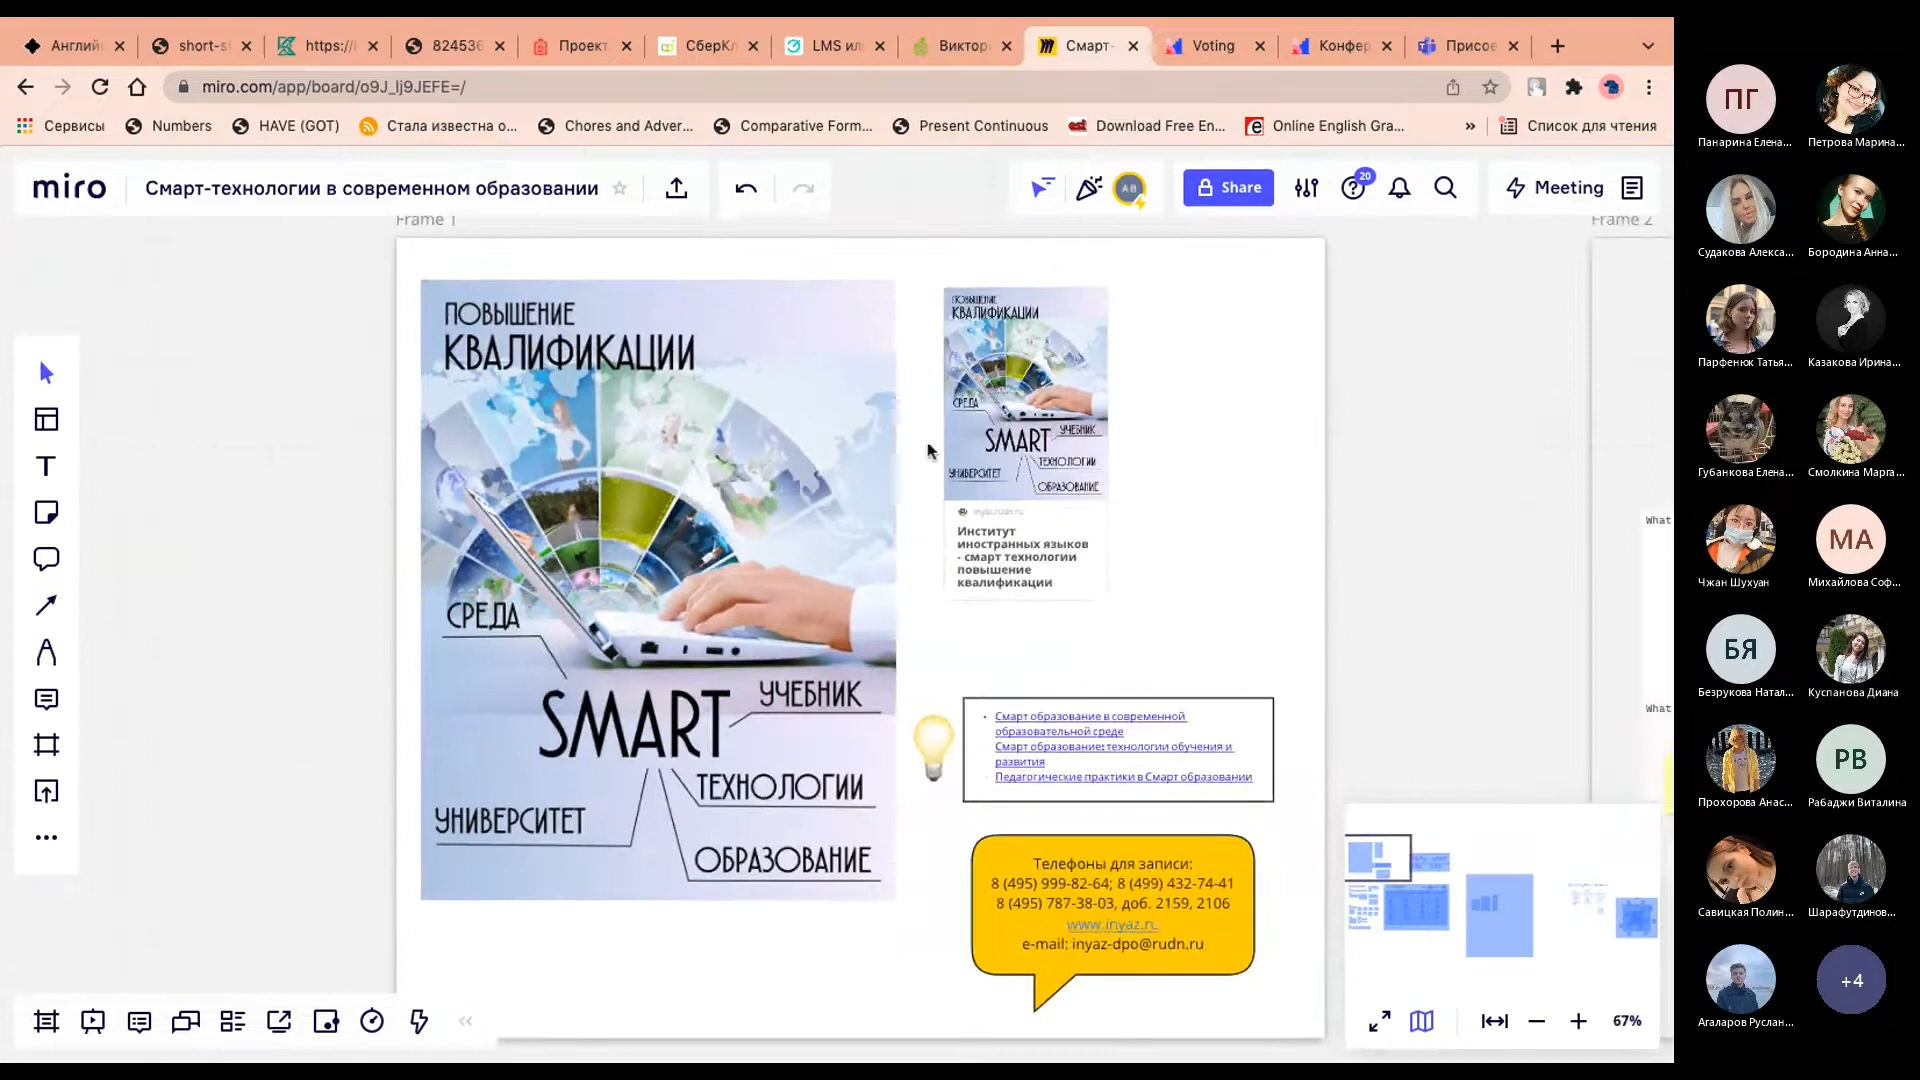 Англий
short-s
https://
824536
Проект
СберКл
LMS ил
Виктор
Смарт-
Voting
Конфер
Присое
miro.com/app/board/o9J_lj9JEFE=/
Сервисы
Numbers
HAVE (GOT)
Стала известна о...
Chores and Adver...
Comparative Form...
Present Continuous
Download Free En...
Online English Gra...
»
Список для чтения
miro
Смарт-технологии в современном образовании
AB
Share
20
Meeting
Frame 1
Frame 2
ПОВЫШЕНИЕ
КВАЛИФИКАЦИИ
СРЕДА
SMART
УЧЕБНИК
ТЕХНОЛОГИИ
УНИВЕРСИТЕТ
ОБРАЗОВАНИЕ
ПОВЫШЕНИЕ
КВАЛИФИКАЦИИ
СРЕДА
SMART
УЧЕБНИК
ТЕХНОЛОГИИ
УНИВЕРСИТЕТ
ОБРАЗОВАНИЕ
inyaz.rudn.ru
Институт
иностранных языков
- смарт технологии
повышение
квалификации
• Смарт образование в современной
образовательной среде
Смарт образование: технологии обучения и
развития
Педагогические практики в Смарт образовании
Телефоны для записи:
8 (495) 999-82-64; 8 (499) 432-74-41
8 (495) 787-38-03, доб. 2159, 2106
www.inyaz.ru
e-mail: inyaz-dpo@rudn.ru
What
What
67%
ПГ
Панарина Елена...
Петрова Марина...
Судакова Алекса...
Бородина Анна...
Парфенюк Татья...
Казакова Ирина...
Губанкова Елена...
Смолкина Марга...
Чжан Шухуан
МА
Михайлова Соф...
БЯ
Безрукова Натал...
Куспанова Диана
Прохорова Анас...
РВ
Рабаджи Виталина
Савицкая Полин...
Шарафутдинов...
Агаларов Руслан...
+4